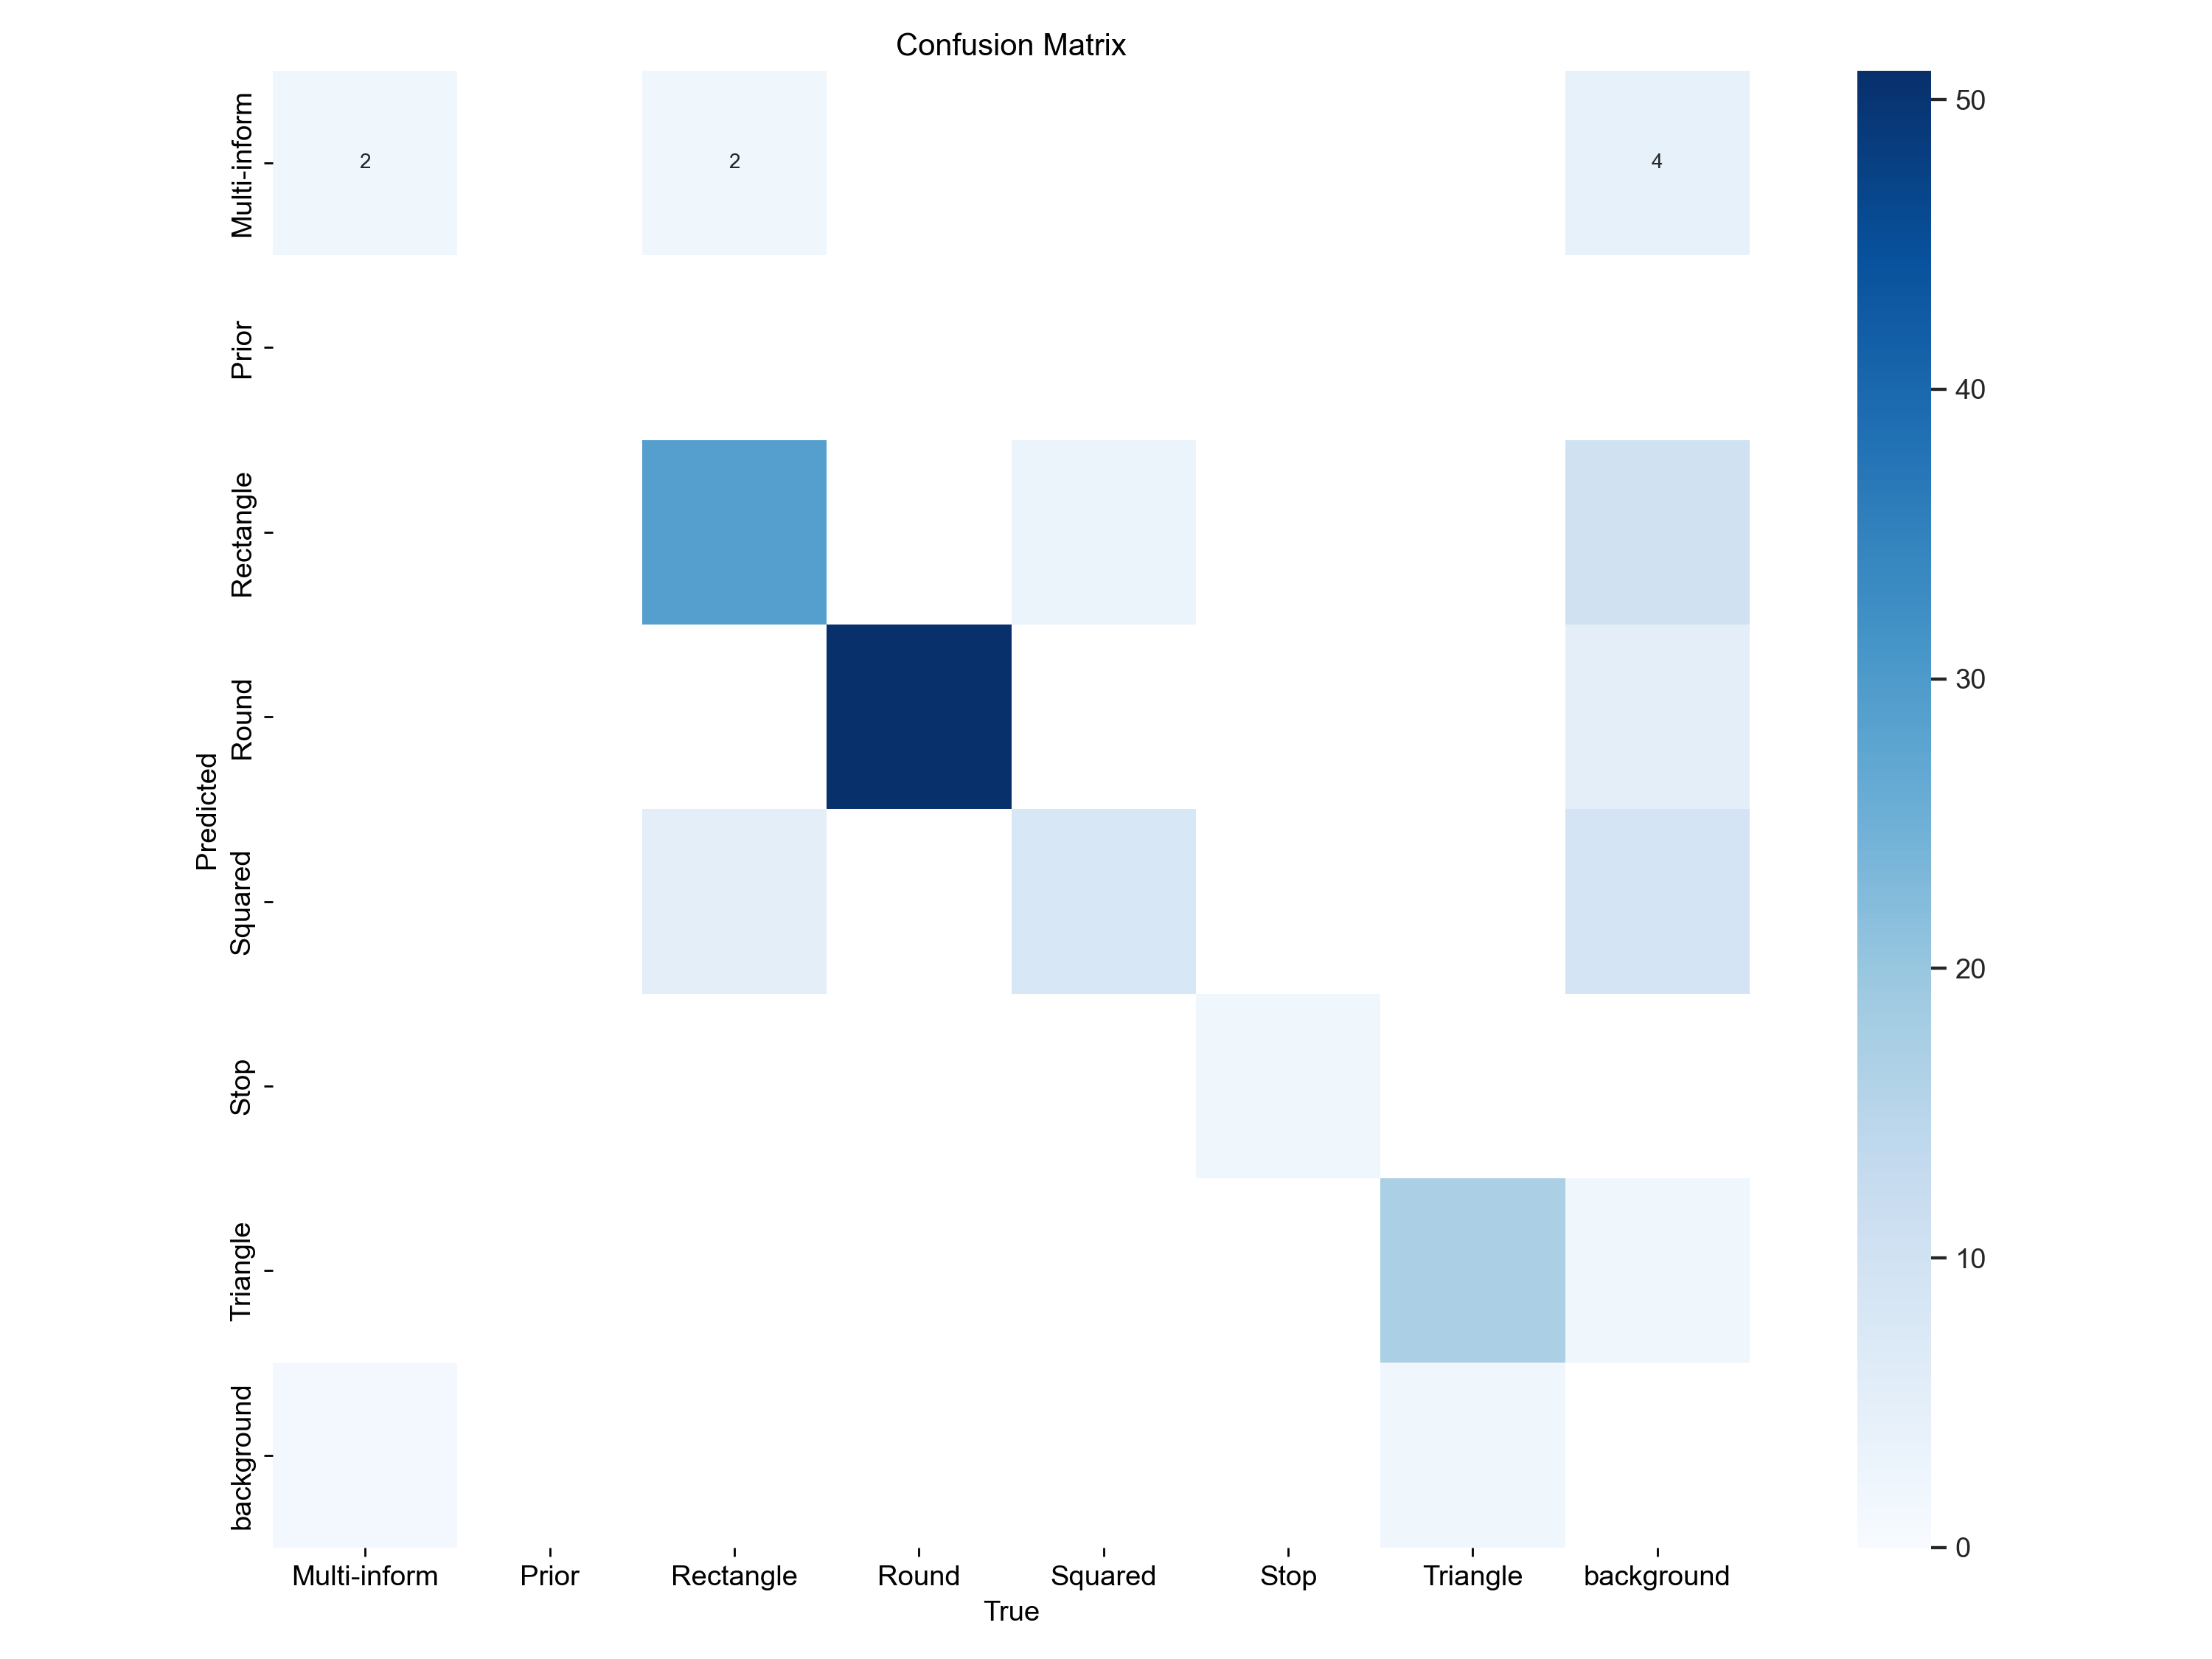 Confusion Matrix
Multi-inform
2
2
4
Prior
Rectangle
Round
Squared
Stop
Triangle
background
Predicted
Multi-inform
Prior
Rectangle
Round
Squared
Stop
Triangle
background
True
50
40
30
20
10
0